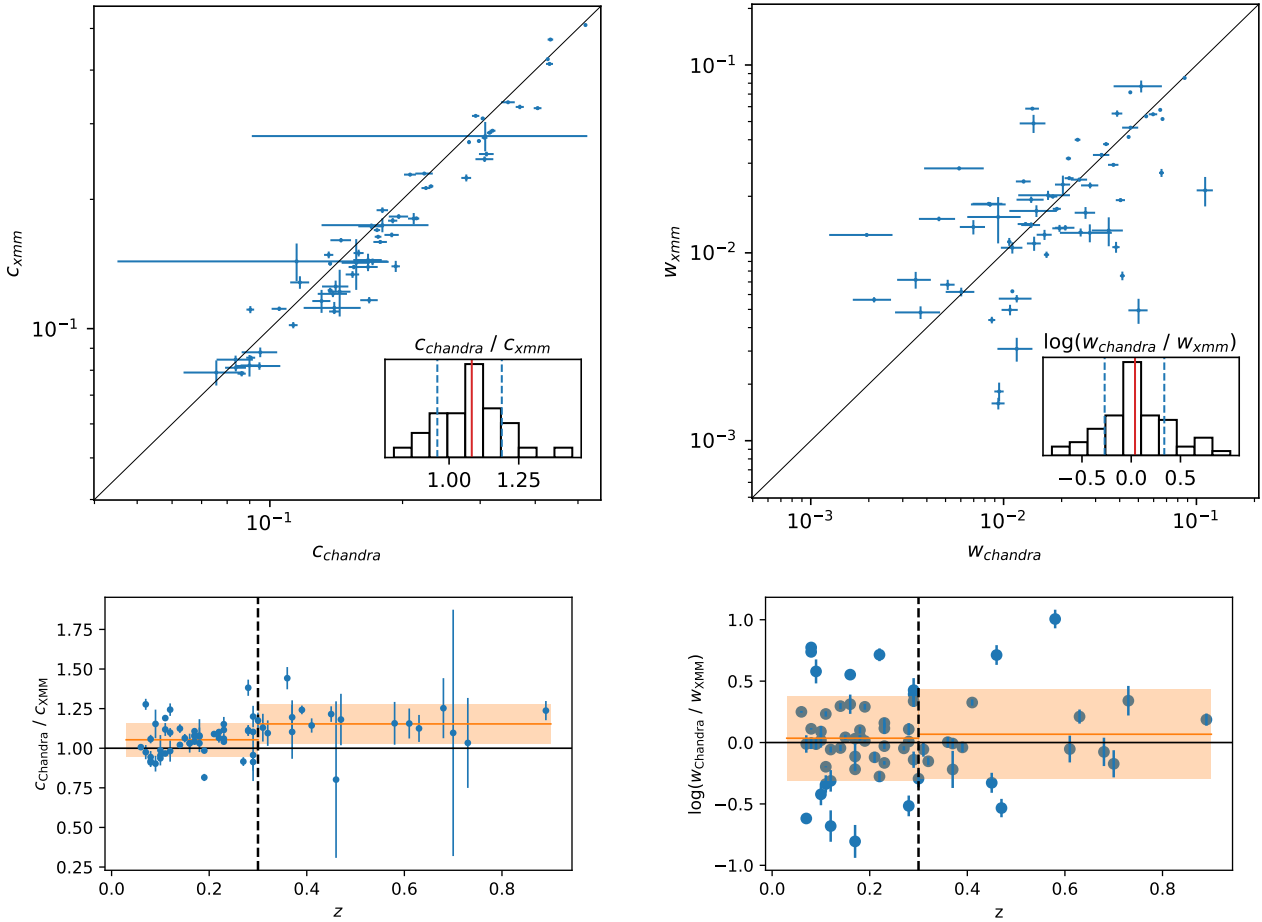 c_xmm
10^{-1}
c_chandra / c_xmm
1.00 1.25
10^{-1}
c_chandra
w_xmm
10^{-1}
10^{-2}
10^{-3}
log(w_chandra / w_xmm)
−0.5 0.0 0.5
10^{-3} 10^{-2} 10^{-1}
w_chandra
c_Chandra / c_XMM
1.75
1.50
1.25
1.00
0.75
0.50
0.25
0.0 0.2 0.4 0.6 0.8
z
log(w_Chandra / w_XMM)
1.0
0.5
0.0
−0.5
−1.0
0.0 0.2 0.4 0.6 0.8
z